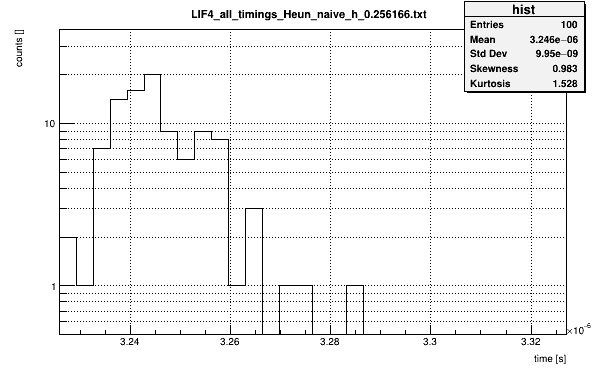 LIF4_all_timings_Heun_naive_h_0.256166.txt
hist
Entries 100
Mean 3.246e−06
Std Dev 9.95e−09
Skewness 0.983
Kurtosis 1.528
counts []
10
1
3.24 3.26 3.28 3.3 3.32
×10⁻⁶
time [s]